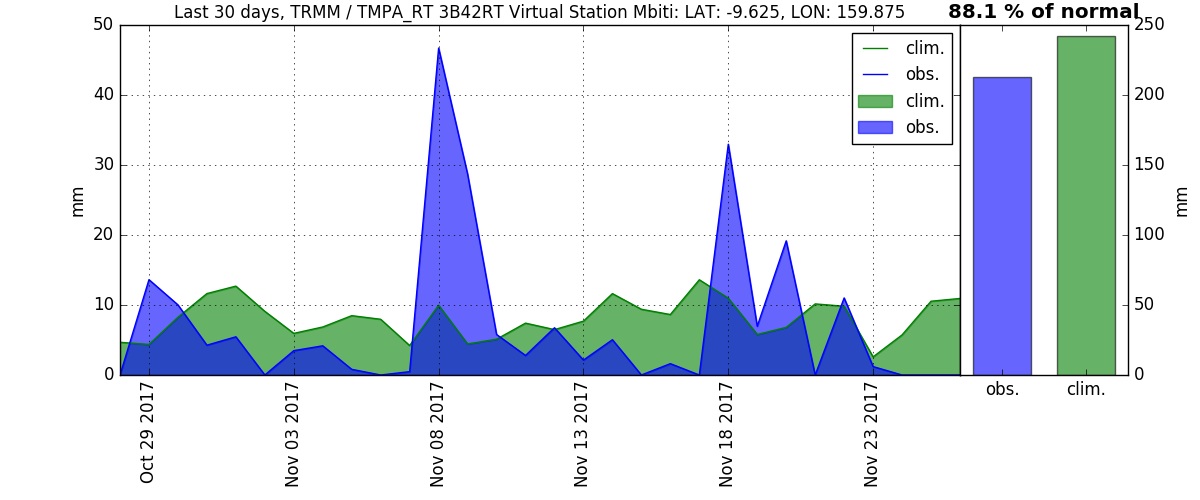 Last 30 days, TRMM / TMPA_RT 3B42RT Virtual Station Mbiti: LAT: -9.625, LON: 159.875
88.1 % of normal
50
40
30
20
10
0
mm
clim.
obs.
clim.
obs.
Oct 29 2017
Nov 03 2017
Nov 08 2017
Nov 13 2017
Nov 18 2017
Nov 23 2017
250
200
150
100
50
0
mm
obs.
clim.